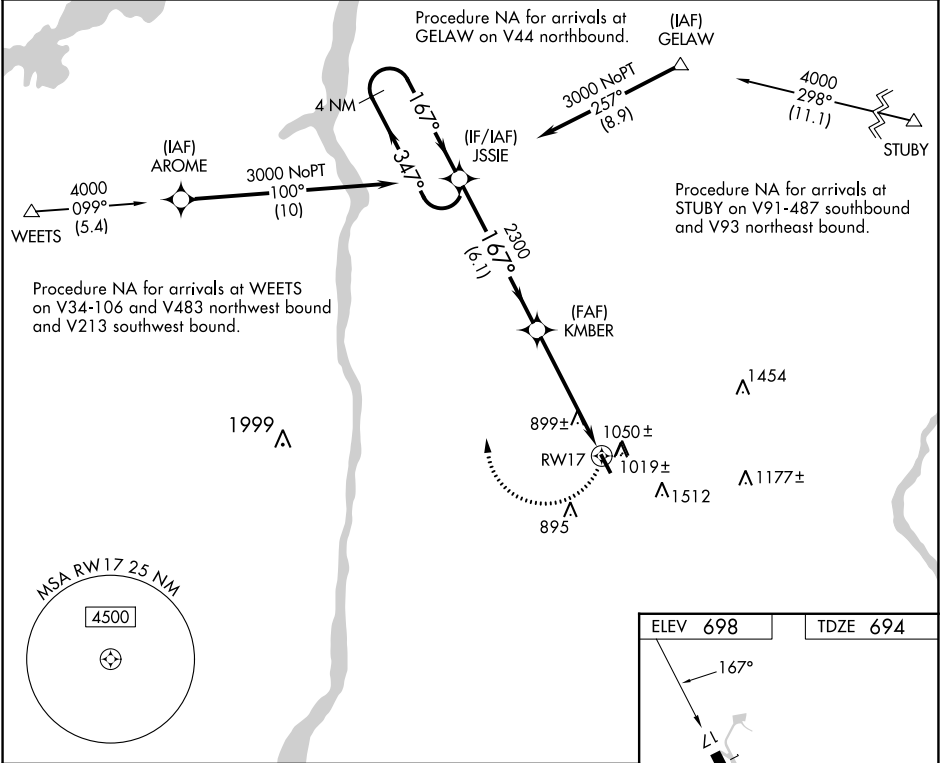 Procedure NA for arrivals at
GELAW on V44 northbound.
(IAF)
GELAW
3000 NoPT
257°
(8.9)
4000
298°
(11.1)
STUBY
4 NM
167°
347°
(IF/IAF)
JSSIE
(IAF)
AROME
3000 NoPT
100°
(10)
4000
099°
(5.4)
WEETS
Procedure NA for arrivals at
STUBY on V91-487 southbound
and V93 northeast bound.
2300
167°
(6.1)
Procedure NA for arrivals at WEETS
on V34-106 and V483 northwest bound
and V213 southwest bound.
(FAF)
KMBER
1454
1999
899±
1050±
RW17
1019±
1177±
1512
895
MSA RW17 25 NM
4500
ELEV 698
TDZE 694
167°
17